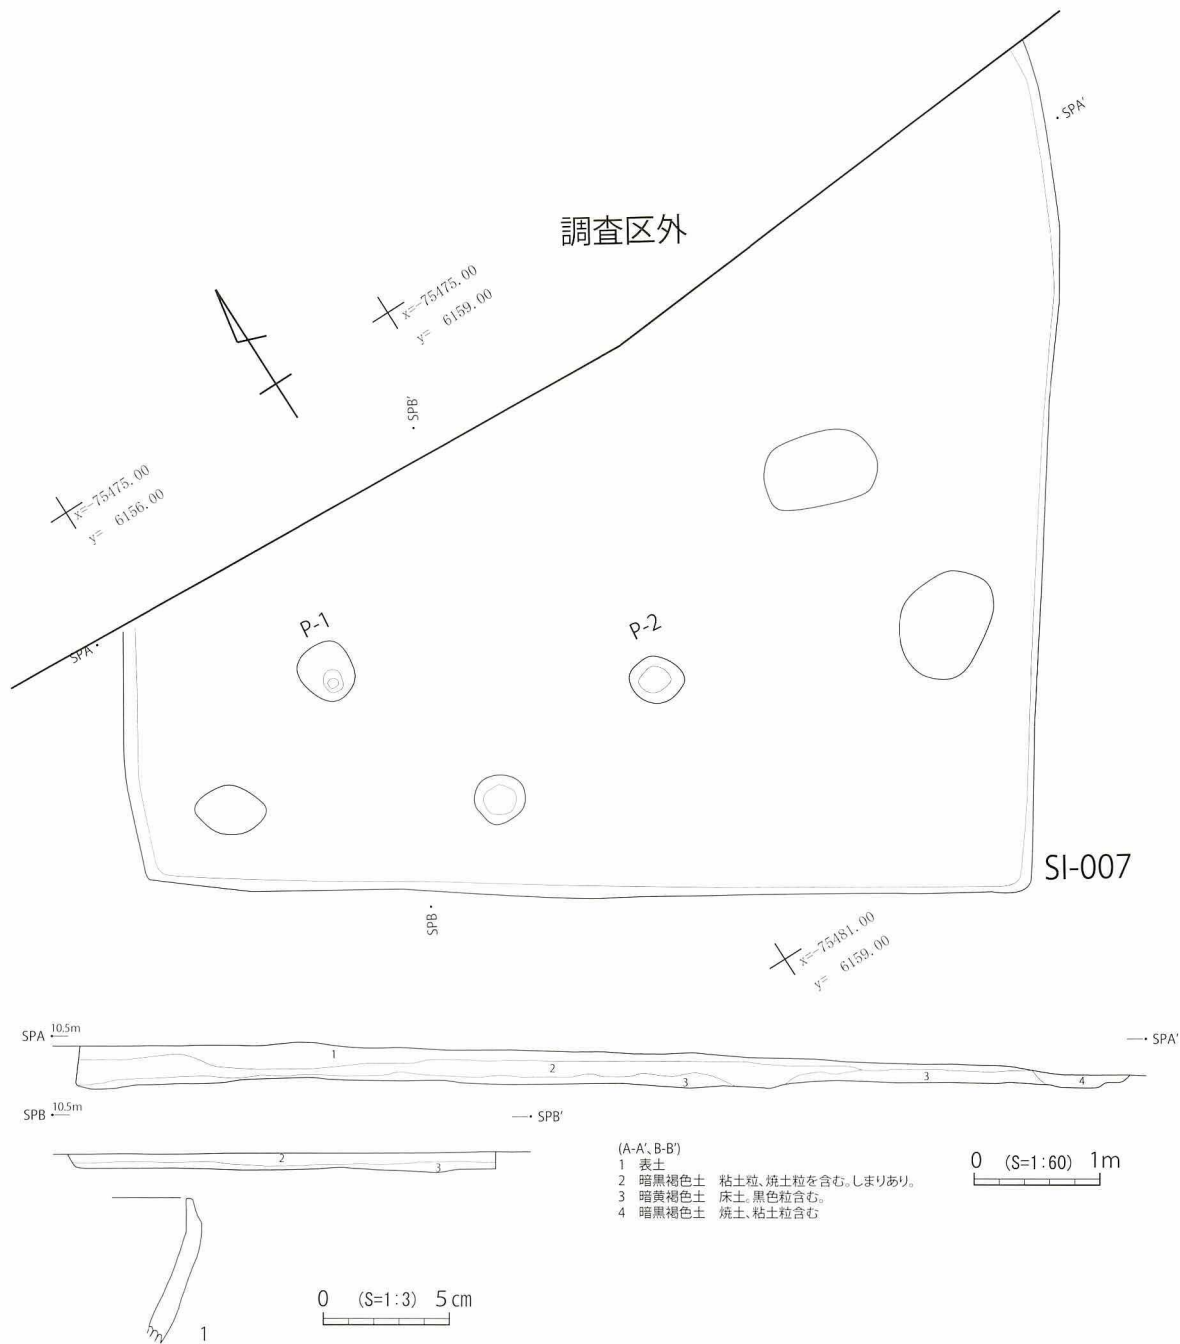 ・SPA'
調査区外
x=-75475.00
y= 6159.00
・SPB'
x=-75475.00
y= 6156.00
SPA・
P-1
P-2
SI-007
SPB
x=-75481.00
y= 6159.00
SPA 10.5m
SPA'
1
2
3
3
4
SPB 10.5m
SPB'
2
3
(A-A'、B-B')
1 表土
2 暗黒褐色土 粘土粒、焼土粒を含む。しまりあり。
3 暗黄褐色土 床土。黒色粒含む。
4 暗黒褐色土 焼土、粘土粒含む
0 (S=1:60) 1m
0 (S=1:3) 5cm
1